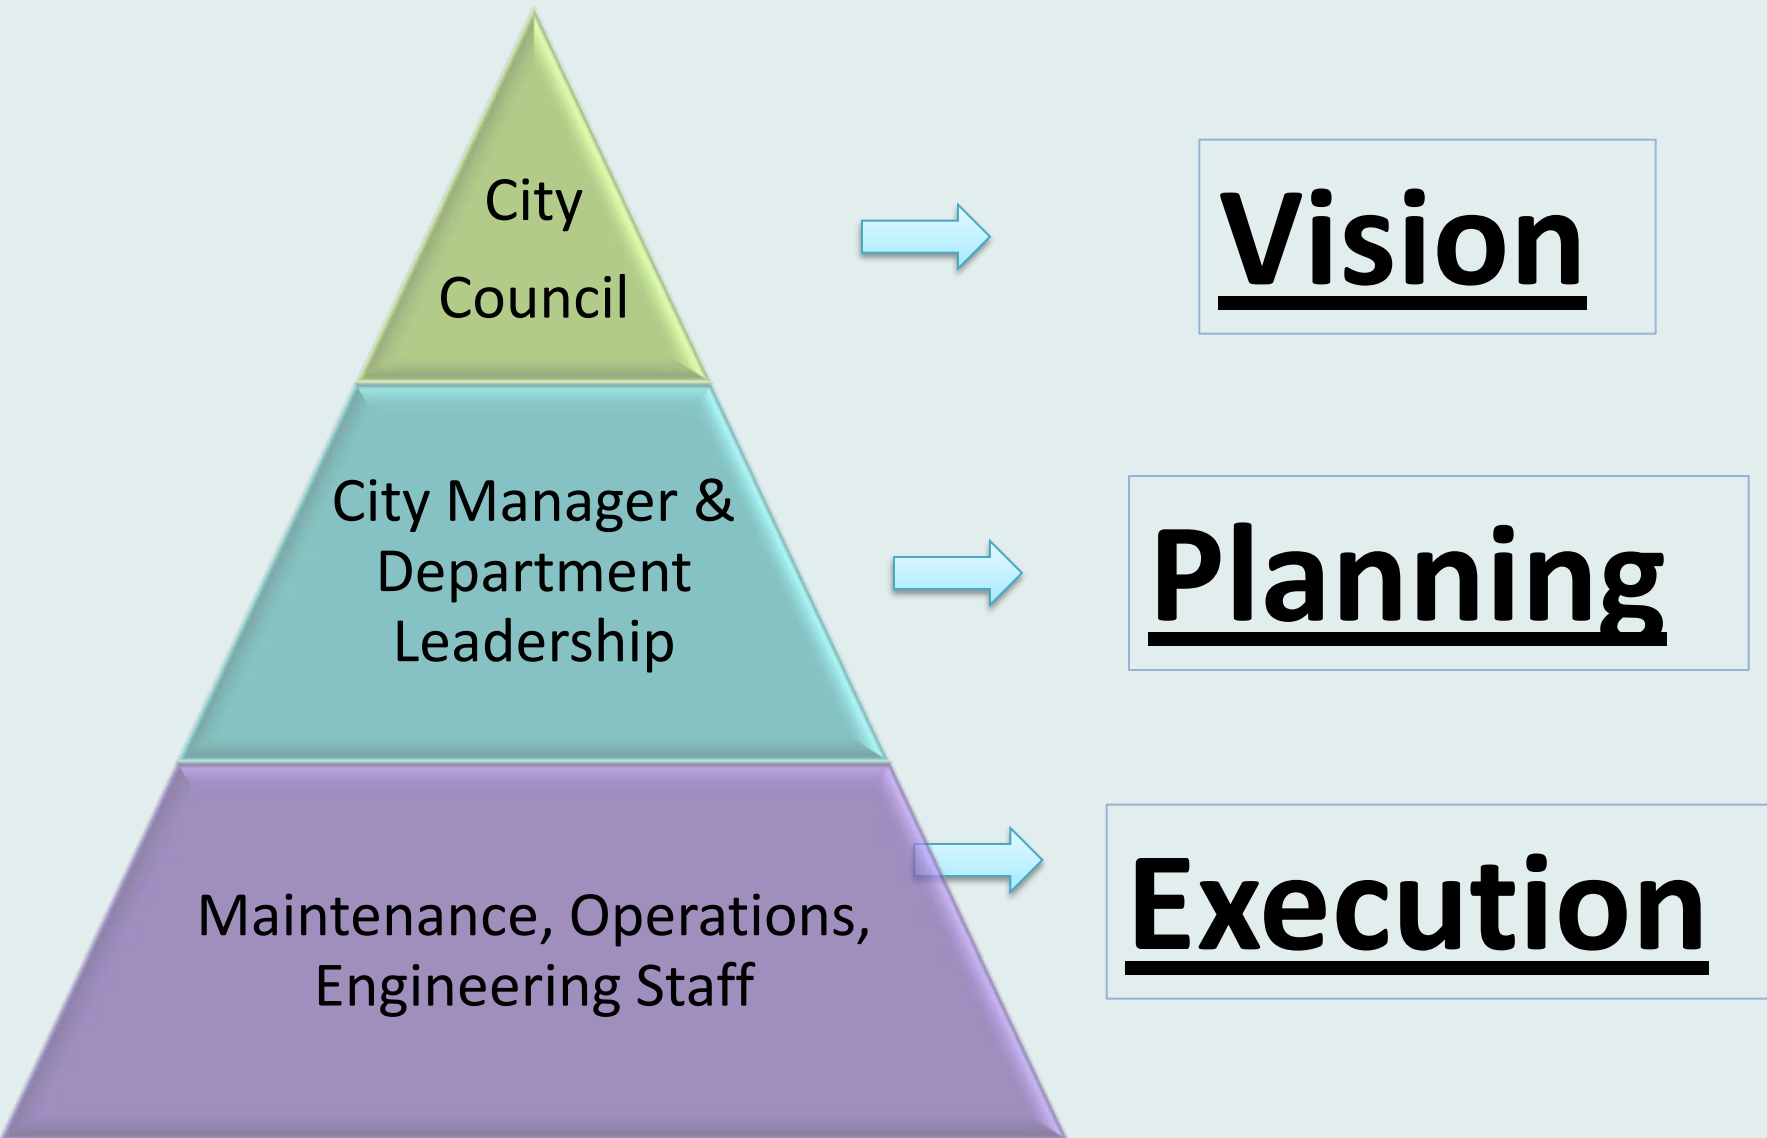 City
Council
Vision
City Manager &
Department
Leadership
Planning
Maintenance, Operations,
Engineering Staff
Execution